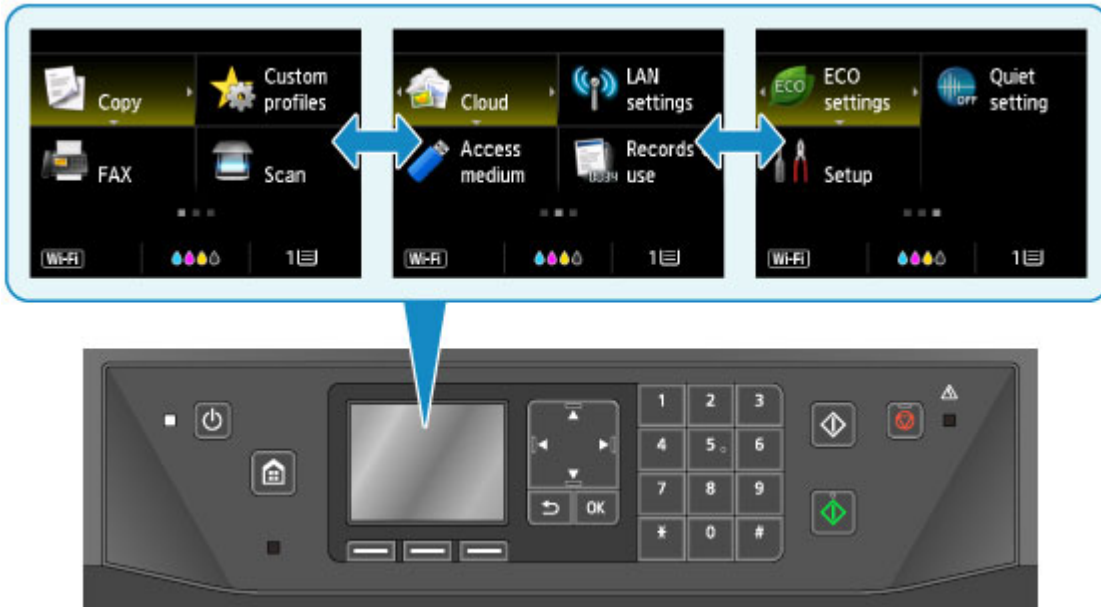 Copy
Custom
profiles
FAX
Scan
Wi-Fi
1
Cloud
LAN
settings
Access
medium
Records
use
0034
Wi-Fi
1
ECO
ECO
settings
OFF
Quiet
setting
Setup
Wi-Fi
1
1 2 3
4 5 6
7 8 9
OK
* 0 #